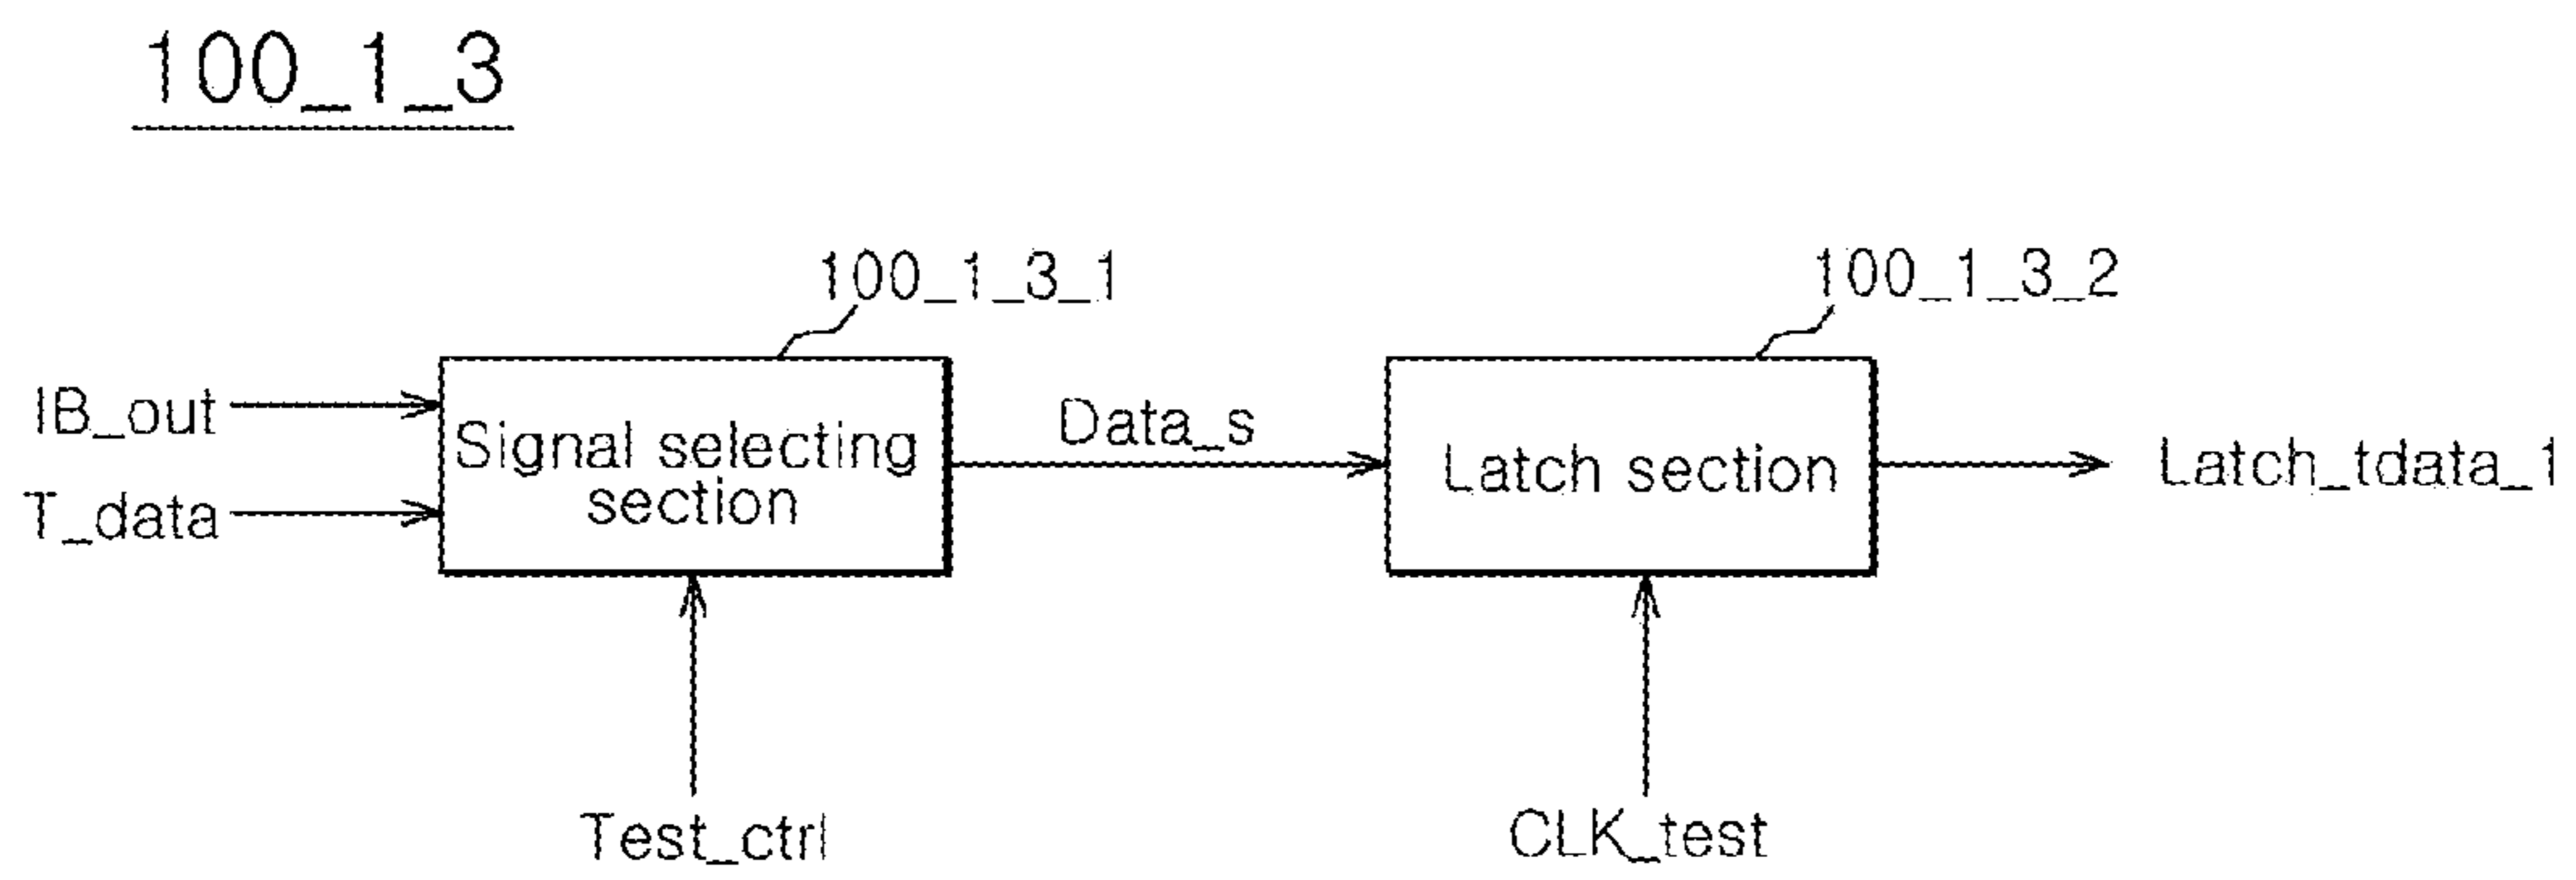 100_1_3
100_1_3_1
100_1_3_2
IB_out
T_data
Signal selecting
section
Data_s
Latch section
Latch_tdata_1
Test_ctrl
CLK_test